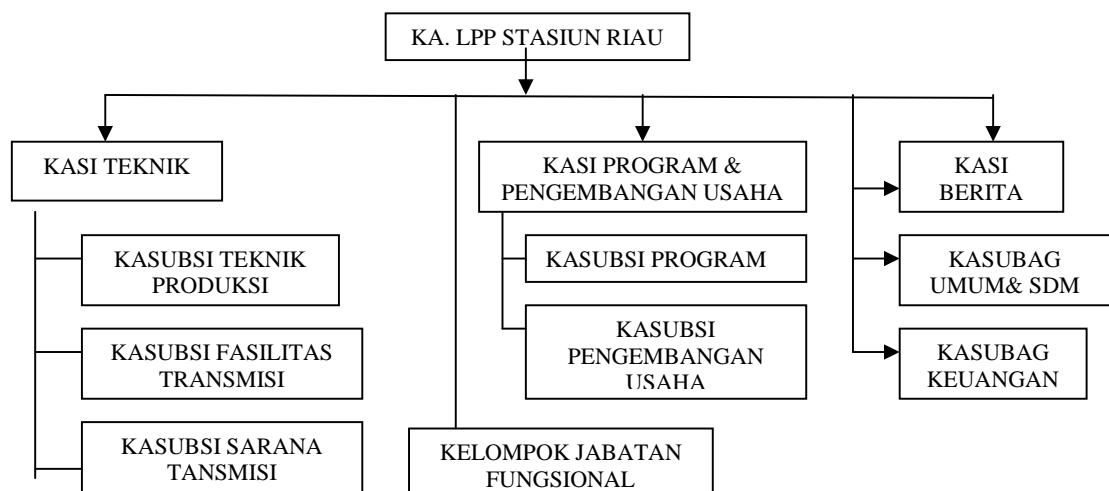 KA. LPP STASIUN RIAU
KASI TEKNIK
KASI PROGRAM &
PENGEMBANGAN USAHA
KASI
BERITA
KASUBSI TEKNIK
PRODUKSI
KASUBSI PROGRAM
KASUBAG
UMUM& SDM
KASUBSI FASILITAS
TRANSMISI
KASUBSI
PENGEMBANGAN
USAHA
KASUBAG
KEUANGAN
KASUBSI SARANA
TANSMISI
KELOMPOK JABATAN
FUNGSIONAL